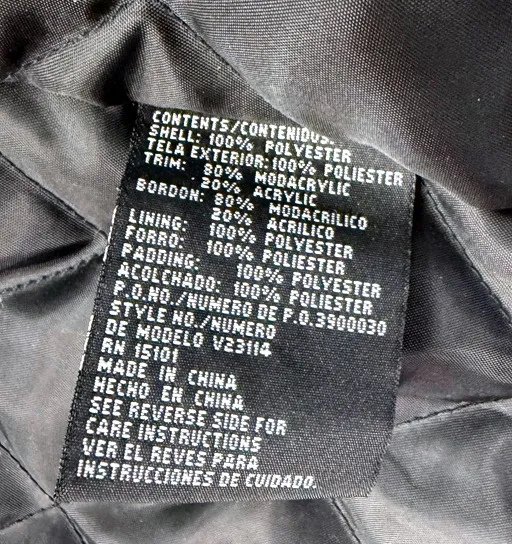 CONTENTS/CONTENIDOS:
SHELL: 100% POLYESTER
TELA EXTERIOR: 100% POLIESTER
TRIM: 80% MODACRYLIC
20% ACRYLIC
BORDON: 80% MODACRILICO
20% ACRILICO
LINING: 100% POLYESTER
FORRO: 100% POLIESTER
PADDING: 100% POLYESTER
ACOLCHADO: 100% POLIESTER
P.O.NO./NUMERO DE P.O.3900030
STYLE NO./NUMERO
DE MODELO V23114
RN 15101
MADE IN CHINA
HECHO EN CHINA
SEE REVERSE SIDE FOR
CARE INSTRUCTIONS
VER EL REVES PARA
INSTRUCCIONES DE CUIDADO.